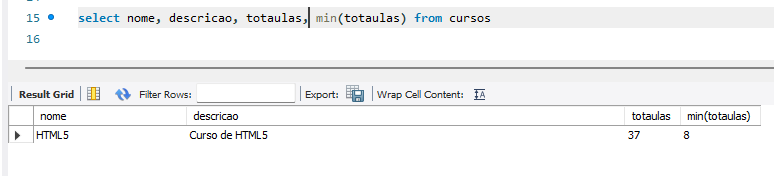 15 select nome, descricao, totaulas, min(totaulas) from cursos
16
Result Grid Filter Rows: Export: Wrap Cell Content:
nome descricao totaulas min(totaulas)
HTML5 Curso de HTML5 37 8